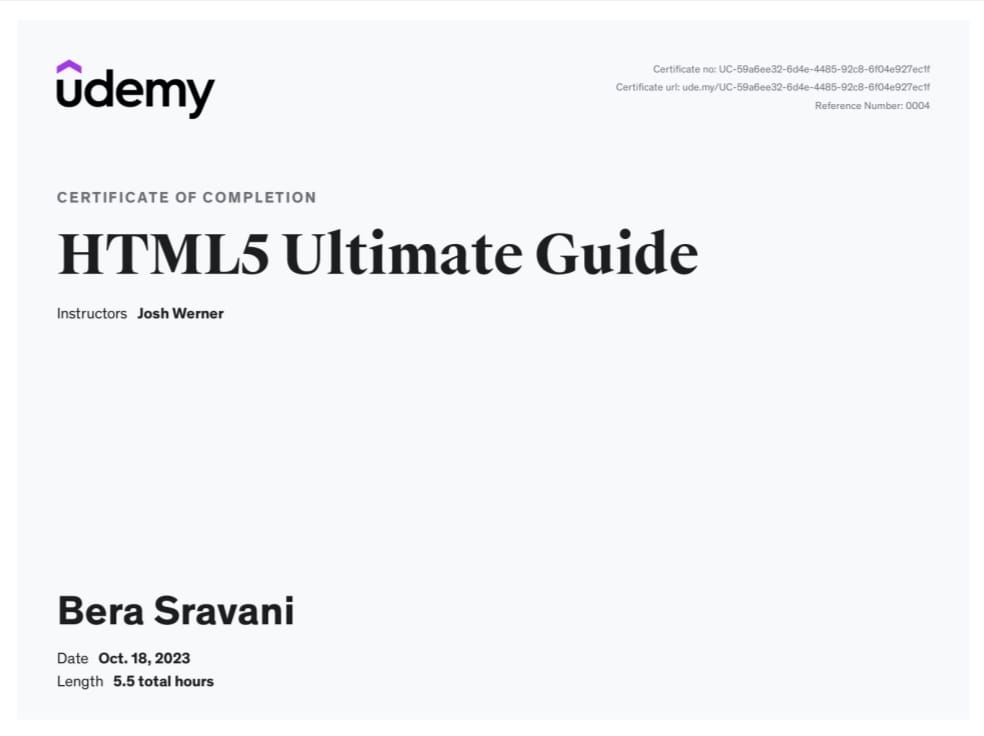 udemy
Certificate no: UC-59a6ee32-6d4e-4485-92c8-6f04e927ec1f
Certificate url: ude.my/UC-59a6ee32-6d4e-4485-92c8-6f04e927ec1f
Reference Number: 0004
CERTIFICATE OF COMPLETION
HTML5 Ultimate Guide
Instructors Josh Werner
Bera Sravani
Date Oct. 18, 2023
Length 5.5 total hours